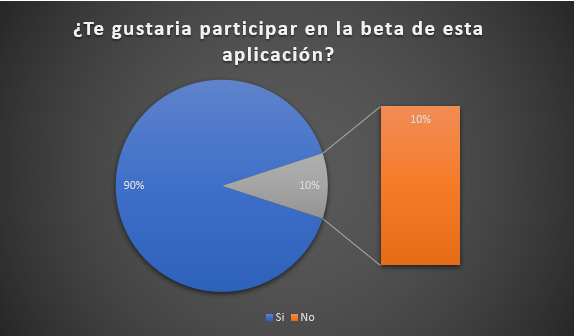 ¿Te gustaria participar en la beta de esta
aplicación?
90%
10%
10%
Si No